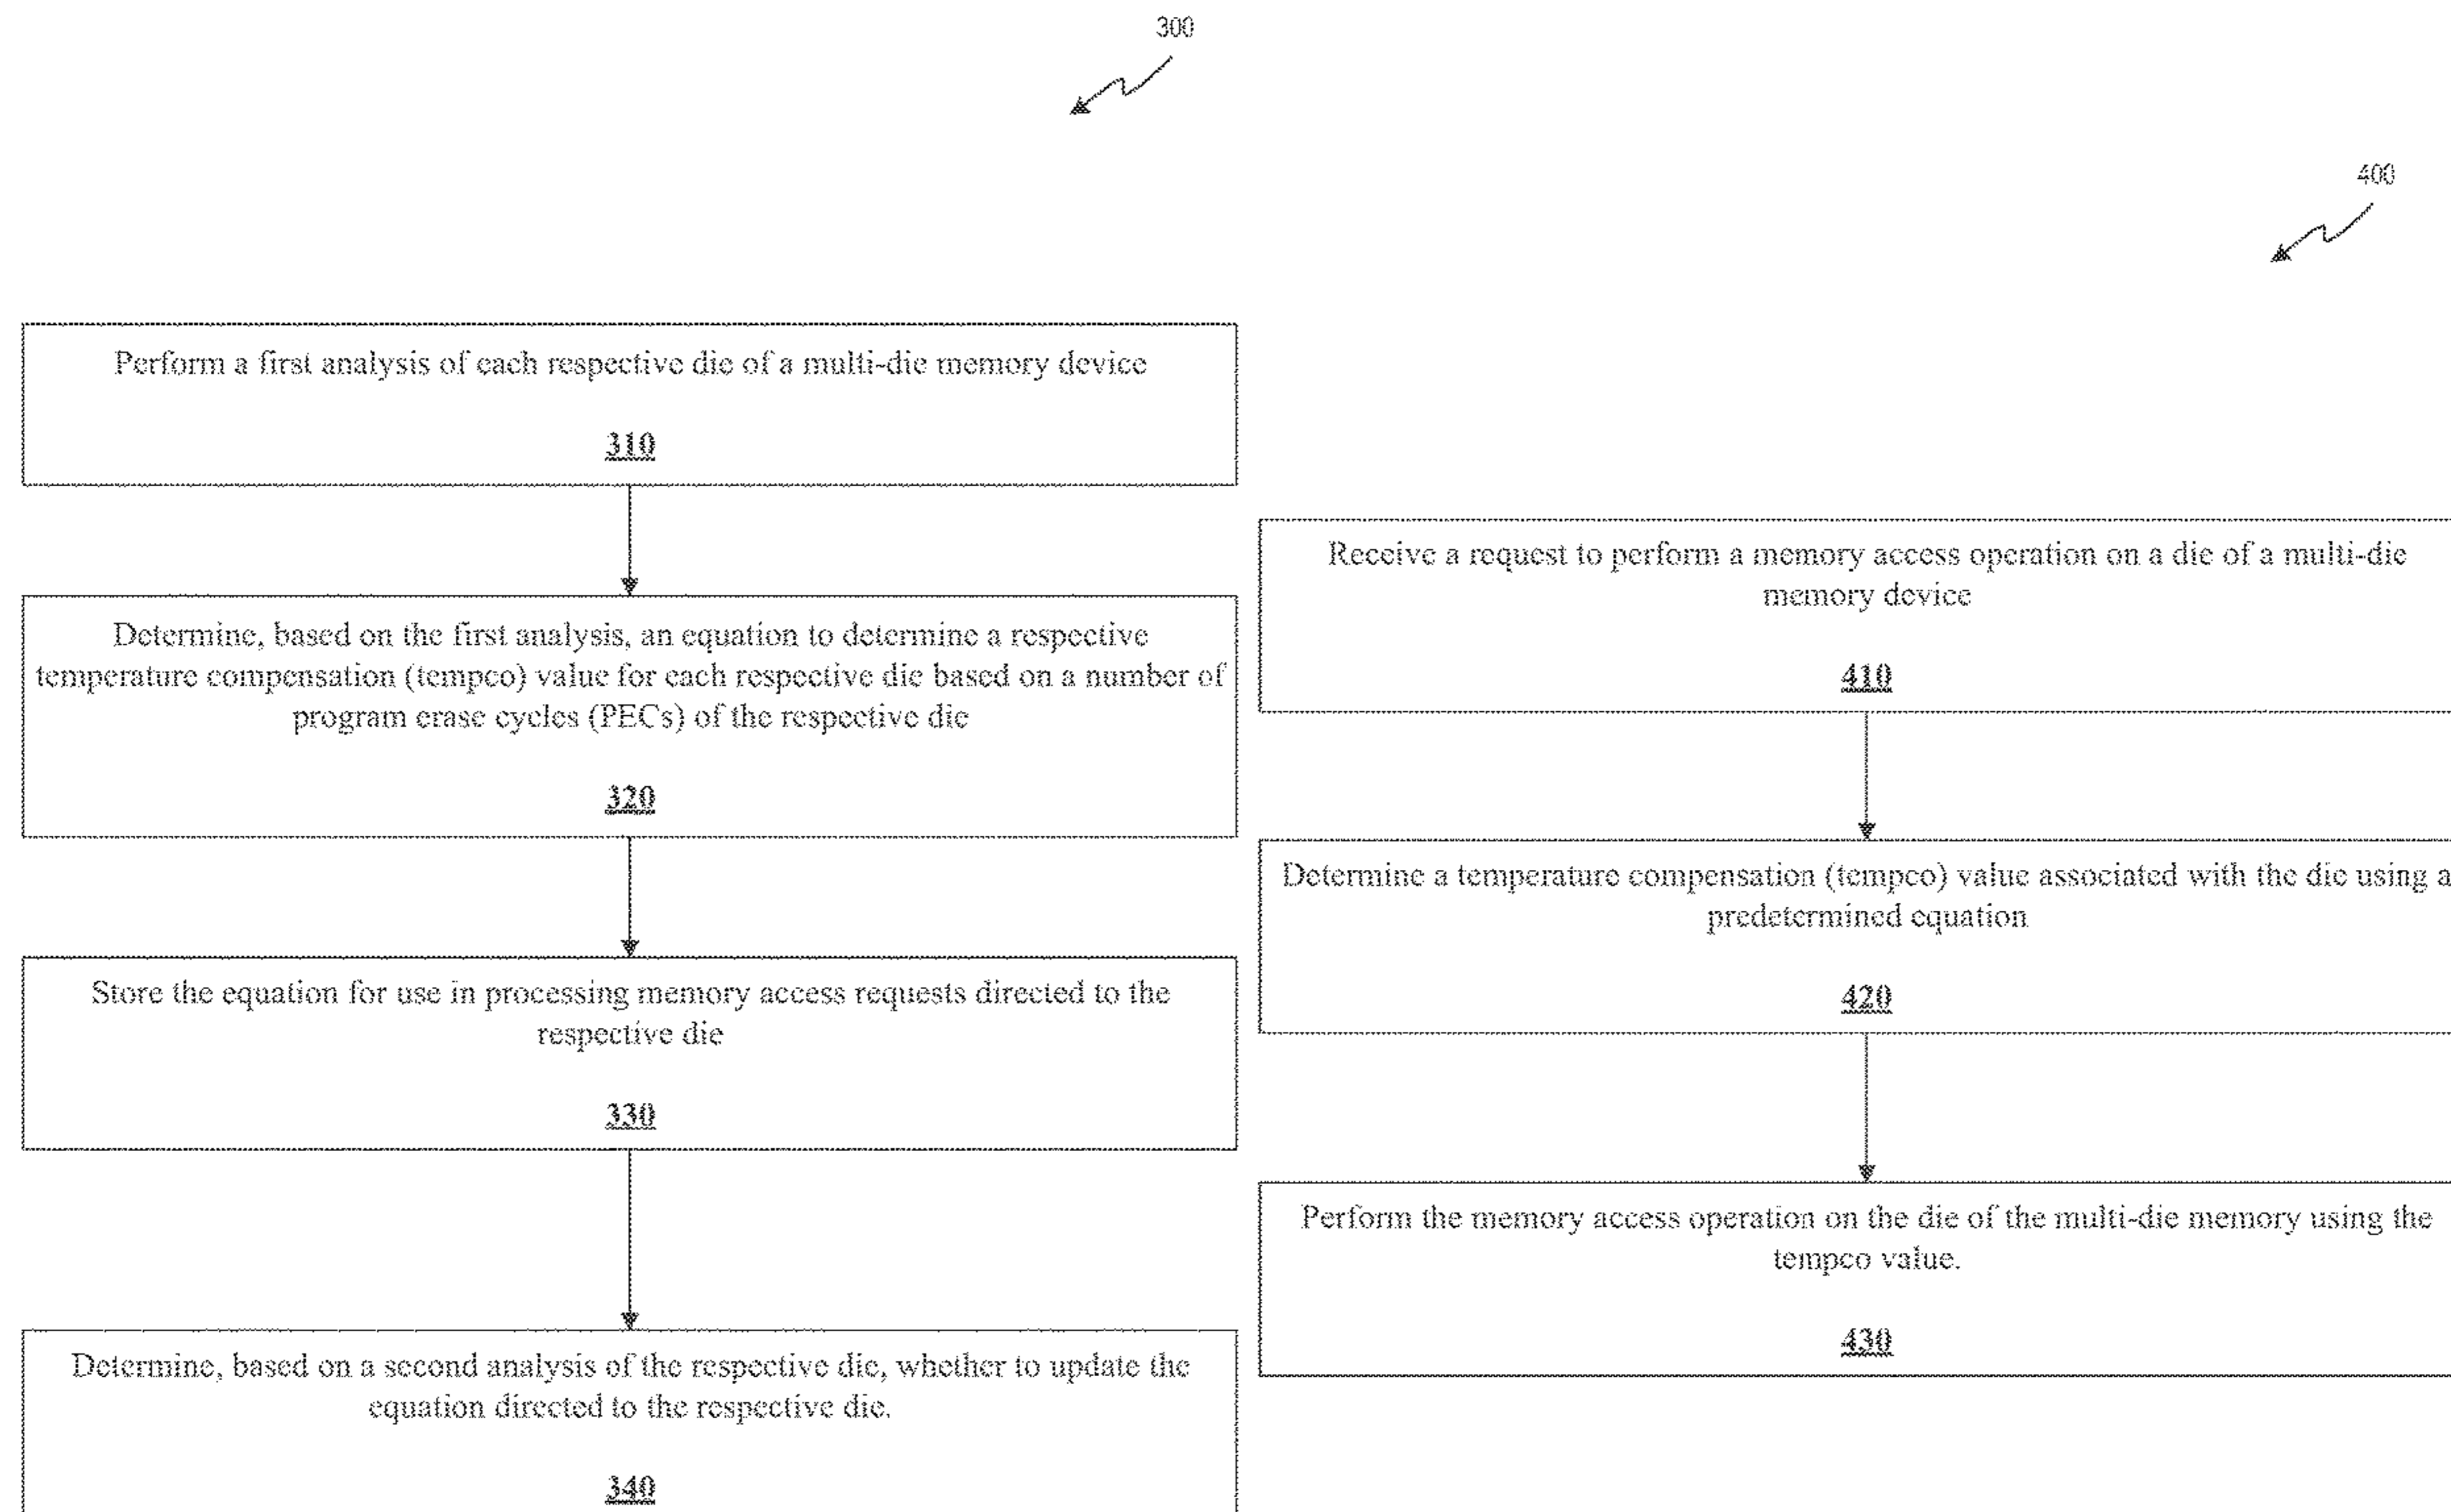 300
Perform a first analysis of each respective die of a multi-die memory device
310
Determine, based on the first analysis, an equation to determine a respective
temperature compensation (tempco) value for each respective die based on a number of
program erase cycles (PECs) of the respective die
320
Store the equation for use in processing memory access requests directed to the
respective die
330
Determine, based on a second analysis of the respective die, whether to update the
equation directed to the respective die.
340
400
Receive a request to perform a memory access operation on a die of a multi-die
memory device
410
Determine a temperature compensation (tempco) value associated with the die using a
predetermined equation
420
Perform the memory access operation on the die of the multi-die memory using the
tempco value.
430